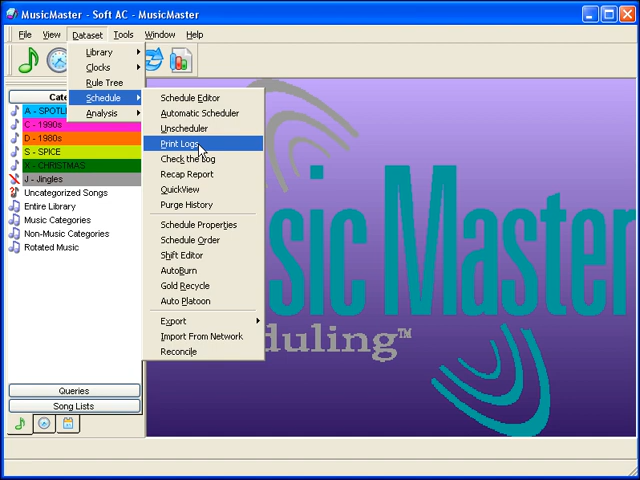 MusicMaster - Soft AC - MusicMaster
File View Dataset Tools Window Help
Library
Clocks
Rule Tree
Schedule
Analysis
Schedule Editor
Automatic Scheduler
Unscheduler
Print Logs
Check the Log
Recap Report
QuickView
Purge History
Schedule Properties
Schedule Order
Shift Editor
AutoBurn
Gold Recycle
Auto Platoon
Export
Import From Network
Reconcile
Cate
A - SPOTL
C - 1990s
D - 1980s
S - SPICE
X - CHRISTMAS
J - Jingles
Uncategorized Songs
Entire Library
Music Categories
Non-Music Categories
Rotated Music
Queries
Song Lists
sic Master
duling™